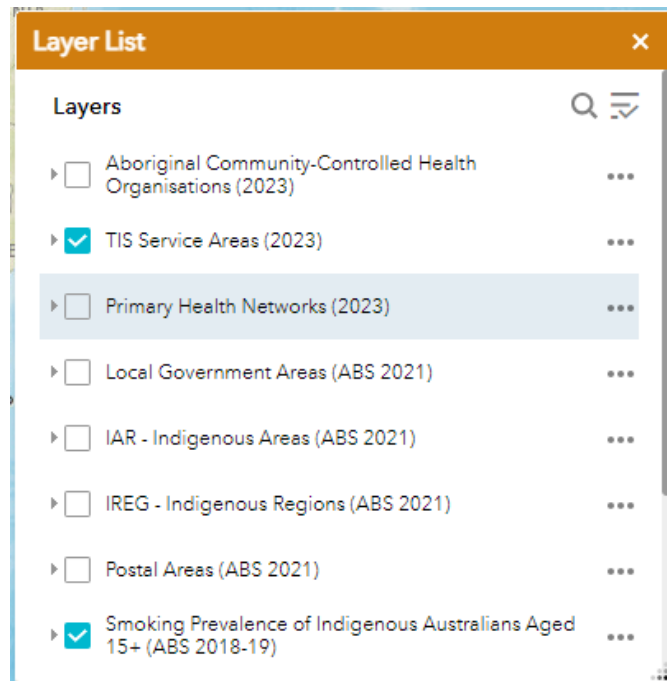 Layer List
Layers
Aboriginal Community-Controlled Health
Organisations (2023)
TIS Service Areas (2023)
Primary Health Networks (2023)
Local Government Areas (ABS 2021)
IAR - Indigenous Areas (ABS 2021)
IREG - Indigenous Regions (ABS 2021)
Postal Areas (ABS 2021)
Smoking Prevalence of Indigenous Australians Aged
15+ (ABS 2018-19)